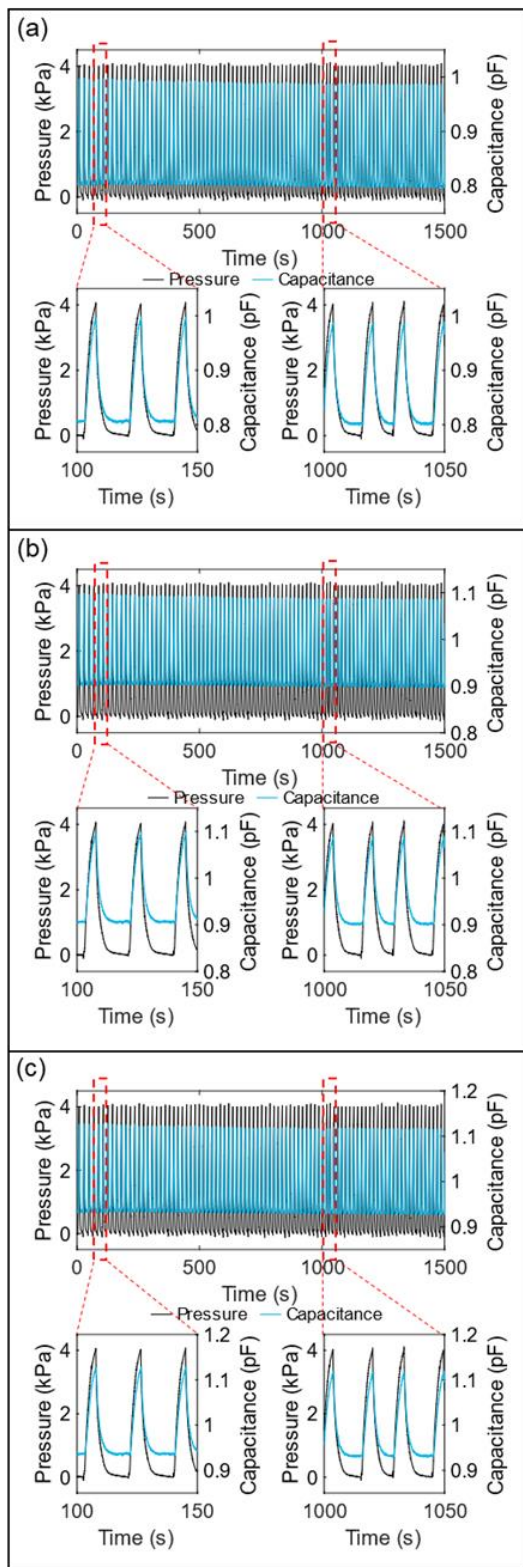 (a)
Pressure (kPa)
4
2
0
1
0.9
0.8
Capacitance (pF)
0 500 1000 1500
Time (s)
Pressure Capacitance
Pressure (kPa)
4
2
0
1
0.9
0.8
Capacitance (pF)
100 150
Time (s)
Pressure (kPa)
4
2
0
1
0.9
0.8
Capacitance (pF)
1000 1050
Time (s)
(b)
Pressure (kPa)
4
2
0
1.1
1
0.9
0.8
Capacitance (pF)
0 500 1000 1500
Time (s)
Pressure Capacitance
Pressure (kPa)
4
2
0
1.1
1
0.9
0.8
Capacitance (pF)
100 150
Time (s)
Pressure (kPa)
4
2
0
1.1
1
0.9
0.8
Capacitance (pF)
1000 1050
Time (s)
(c)
Pressure (kPa)
4
2
0
1.2
1.1
1
0.9
Capacitance (pF)
0 500 1000 1500
Time (s)
Pressure Capacitance
Pressure (kPa)
4
2
0
1.2
1.1
1
0.9
Capacitance (pF)
100 150
Time (s)
Pressure (kPa)
4
2
0
1.2
1.1
1
0.9
Capacitance (pF)
1000 1050
Time (s)